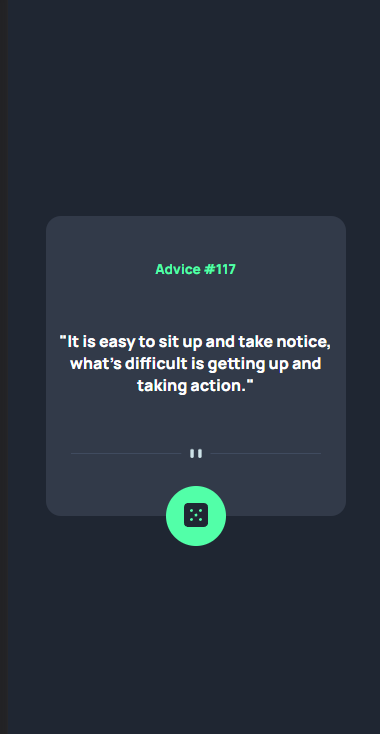 Advice #117
"It is easy to sit up and take notice,
what's difficult is getting up and
taking action."